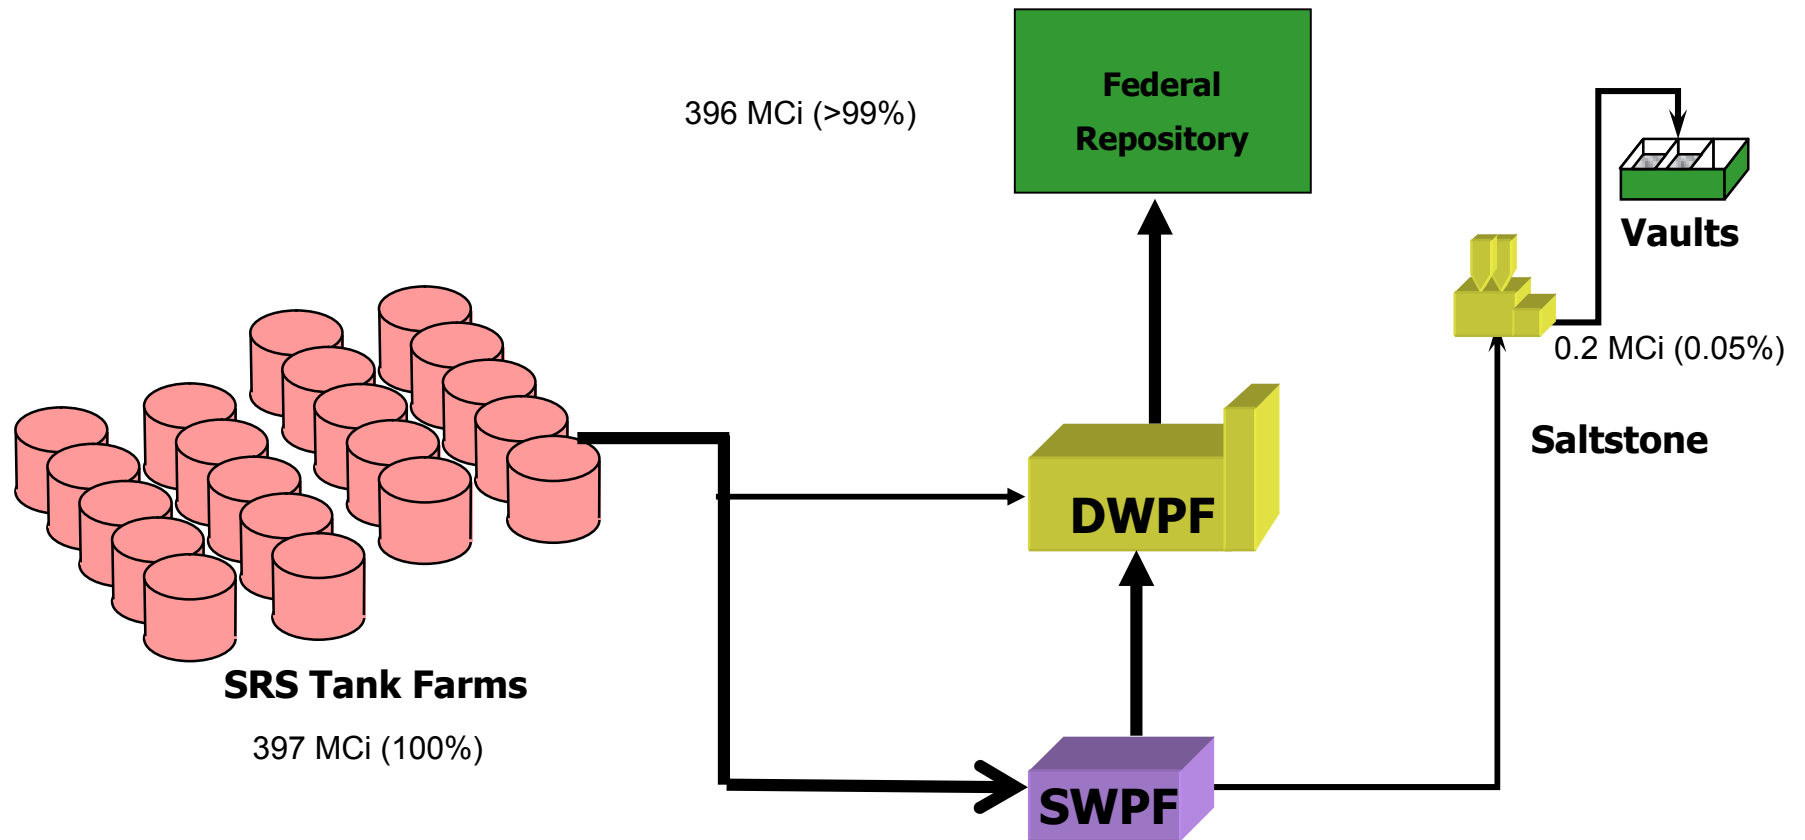 Federal
Repository
396 MCi (>99%)
Vaults
0.2 MCi (0.05%)
Saltstone
DWPF
SRS Tank Farms
397 MCi (100%)
SWPF